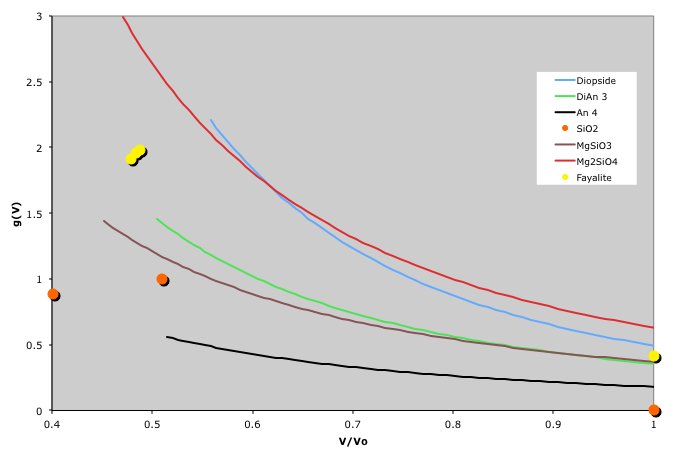 3
2.5
2
1.5
1
0.5
0
g(V)
Diopside
DiAn 3
An 4
SiO2
MgSiO3
Mg2SiO4
Fayalite
0.4 0.5 0.6 0.7 0.8 0.9 1
V/Vo